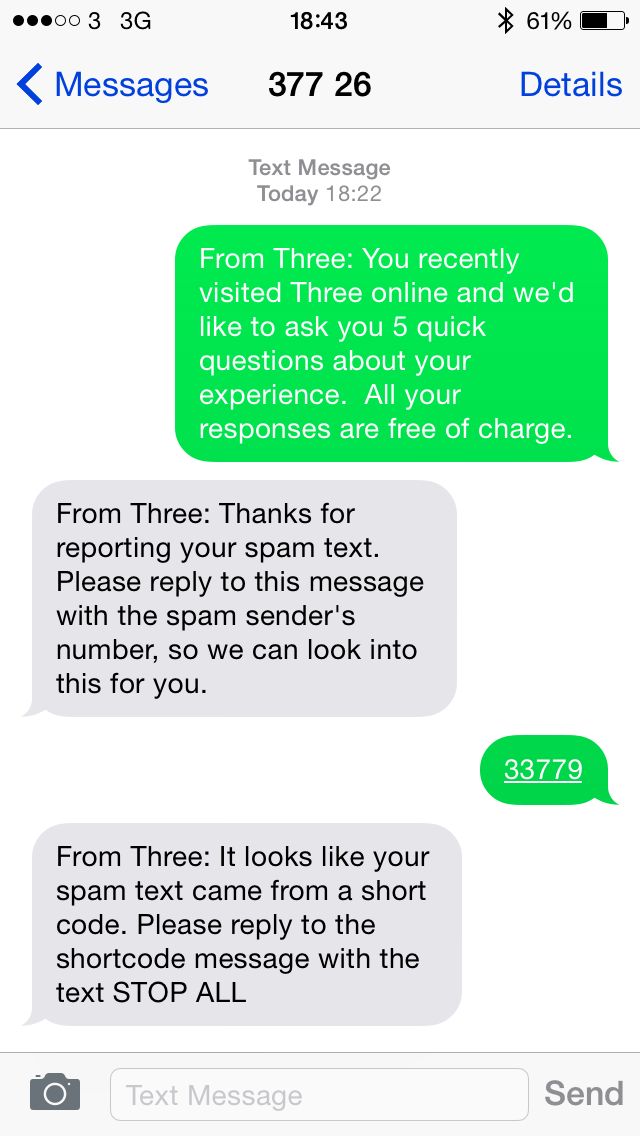 3 3G 18:43 61%
Messages 377 26 Details
Text Message
Today 18:22
From Three: You recently
visited Three online and we'd
like to ask you 5 quick
questions about your
experience.  All your
responses are free of charge.
From Three: Thanks for
reporting your spam text.
Please reply to this message
with the spam sender's
number, so we can look into
this for you.
33779
From Three: It looks like your
spam text came from a short
code. Please reply to the
shortcode message with the
text STOP ALL
Text Message Send